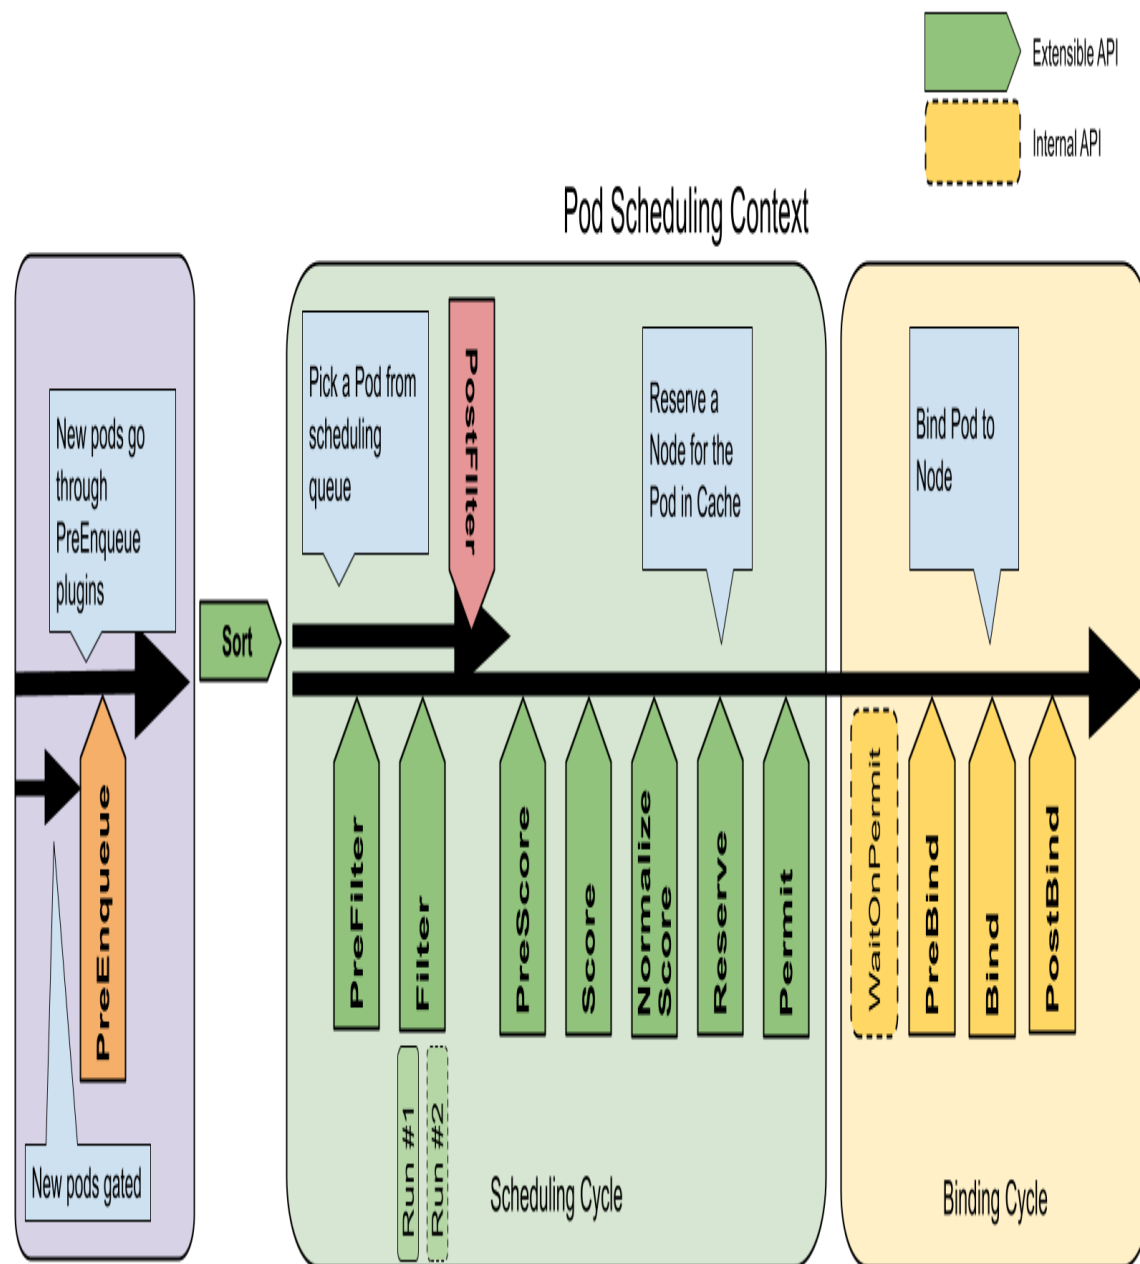 Extensible API
Internal API
Pod Scheduling Context
New pods go
through
PreEnqueue
plugins
PreEnqueue
New pods gated
Sort
Pick a Pod from
scheduling
queue
PostFIlter
Reserve a
Node for the
Pod in Cache
PreFilter
Filter
Run #1
Run #2
PreScore
Score
Normalize
Score
Reserve
Permit
Scheduling Cycle
Bind Pod to
Node
WaitOnPermit
PreBind
Bind
PostBind
Binding Cycle